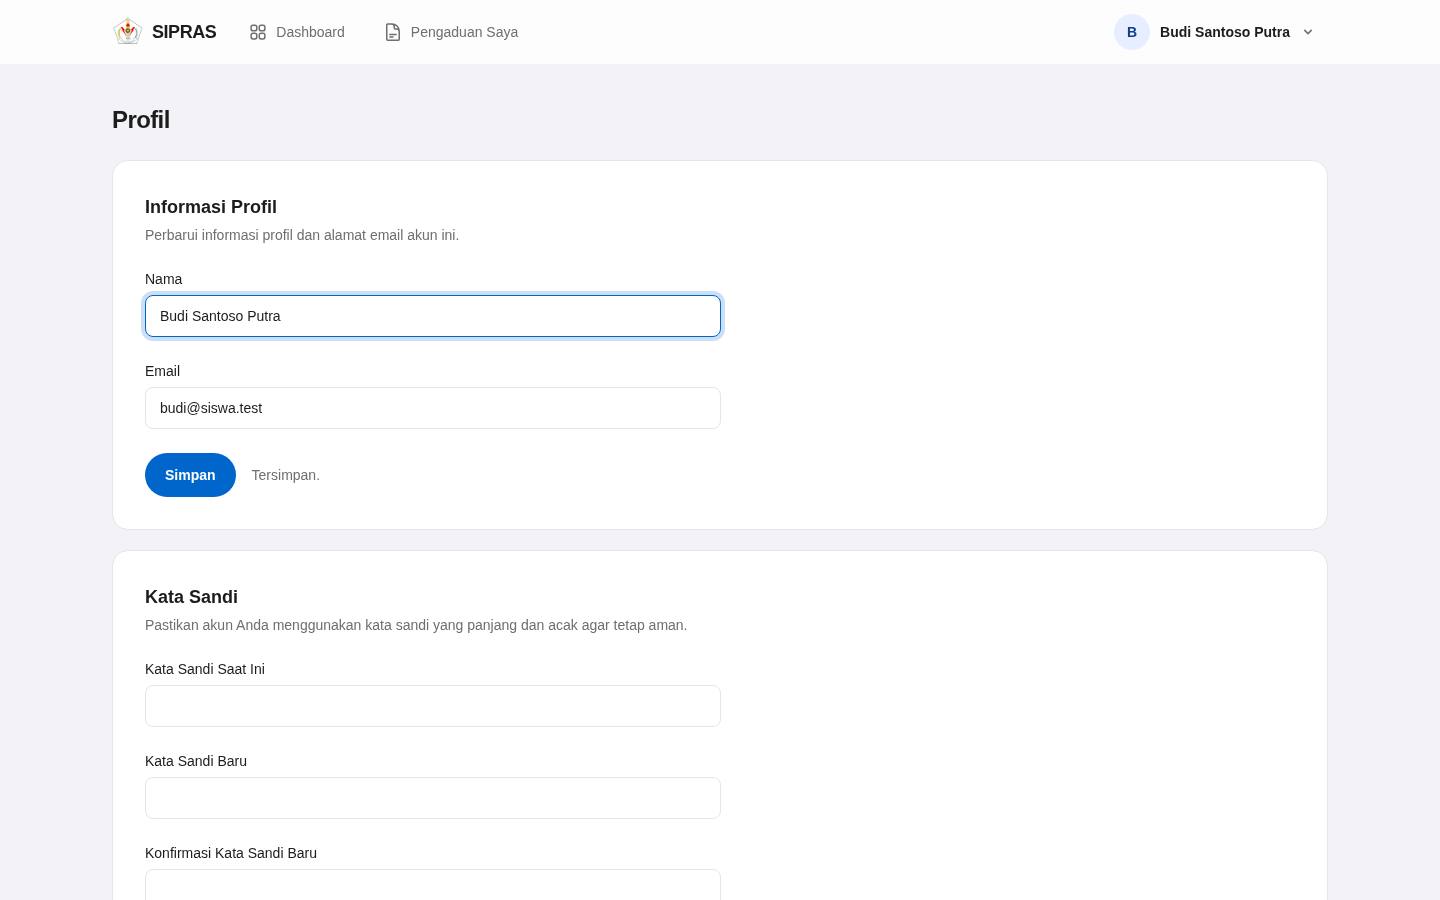 SIPRAS
Dashboard
Pengaduan Saya
B
Budi Santoso Putra
Profil
Informasi Profil
Perbarui informasi profil dan alamat email akun ini.
Nama
Budi Santoso Putra
Email
budi@siswa.test
Simpan
Tersimpan.
Kata Sandi
Pastikan akun Anda menggunakan kata sandi yang panjang dan acak agar tetap aman.
Kata Sandi Saat Ini
Kata Sandi Baru
Konfirmasi Kata Sandi Baru